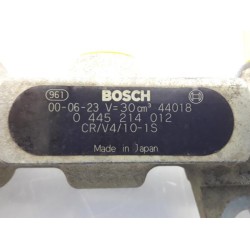 961 BOSCH
00-06-23 V=30cm³ 44018
0 445 214 012
CR/V4/10-1S
Made in Japan